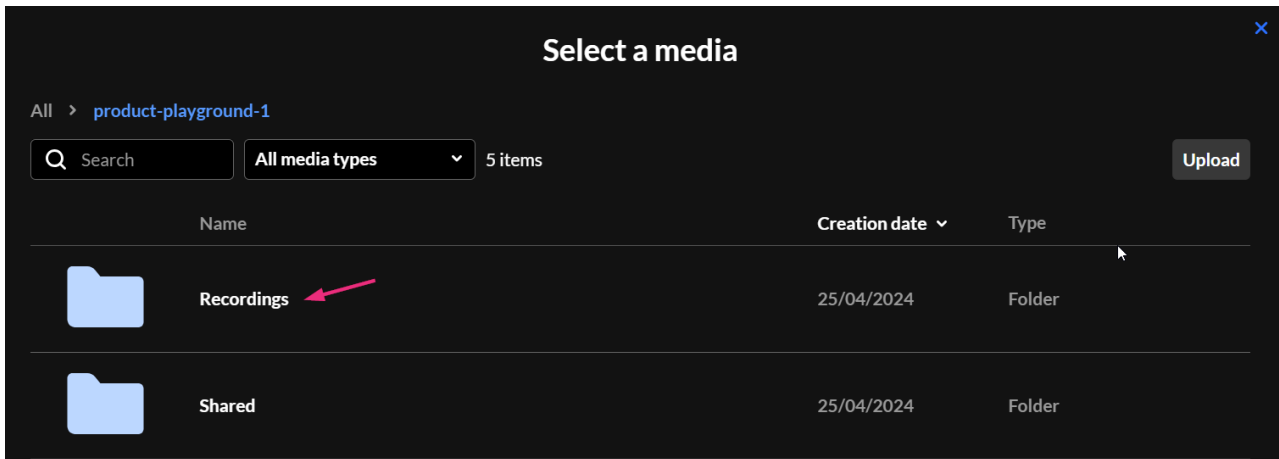 Select a media
All > product-playground-1
Search All media types 5 items Upload
Name Creation date Type
Recordings 25/04/2024 Folder
Shared 25/04/2024 Folder